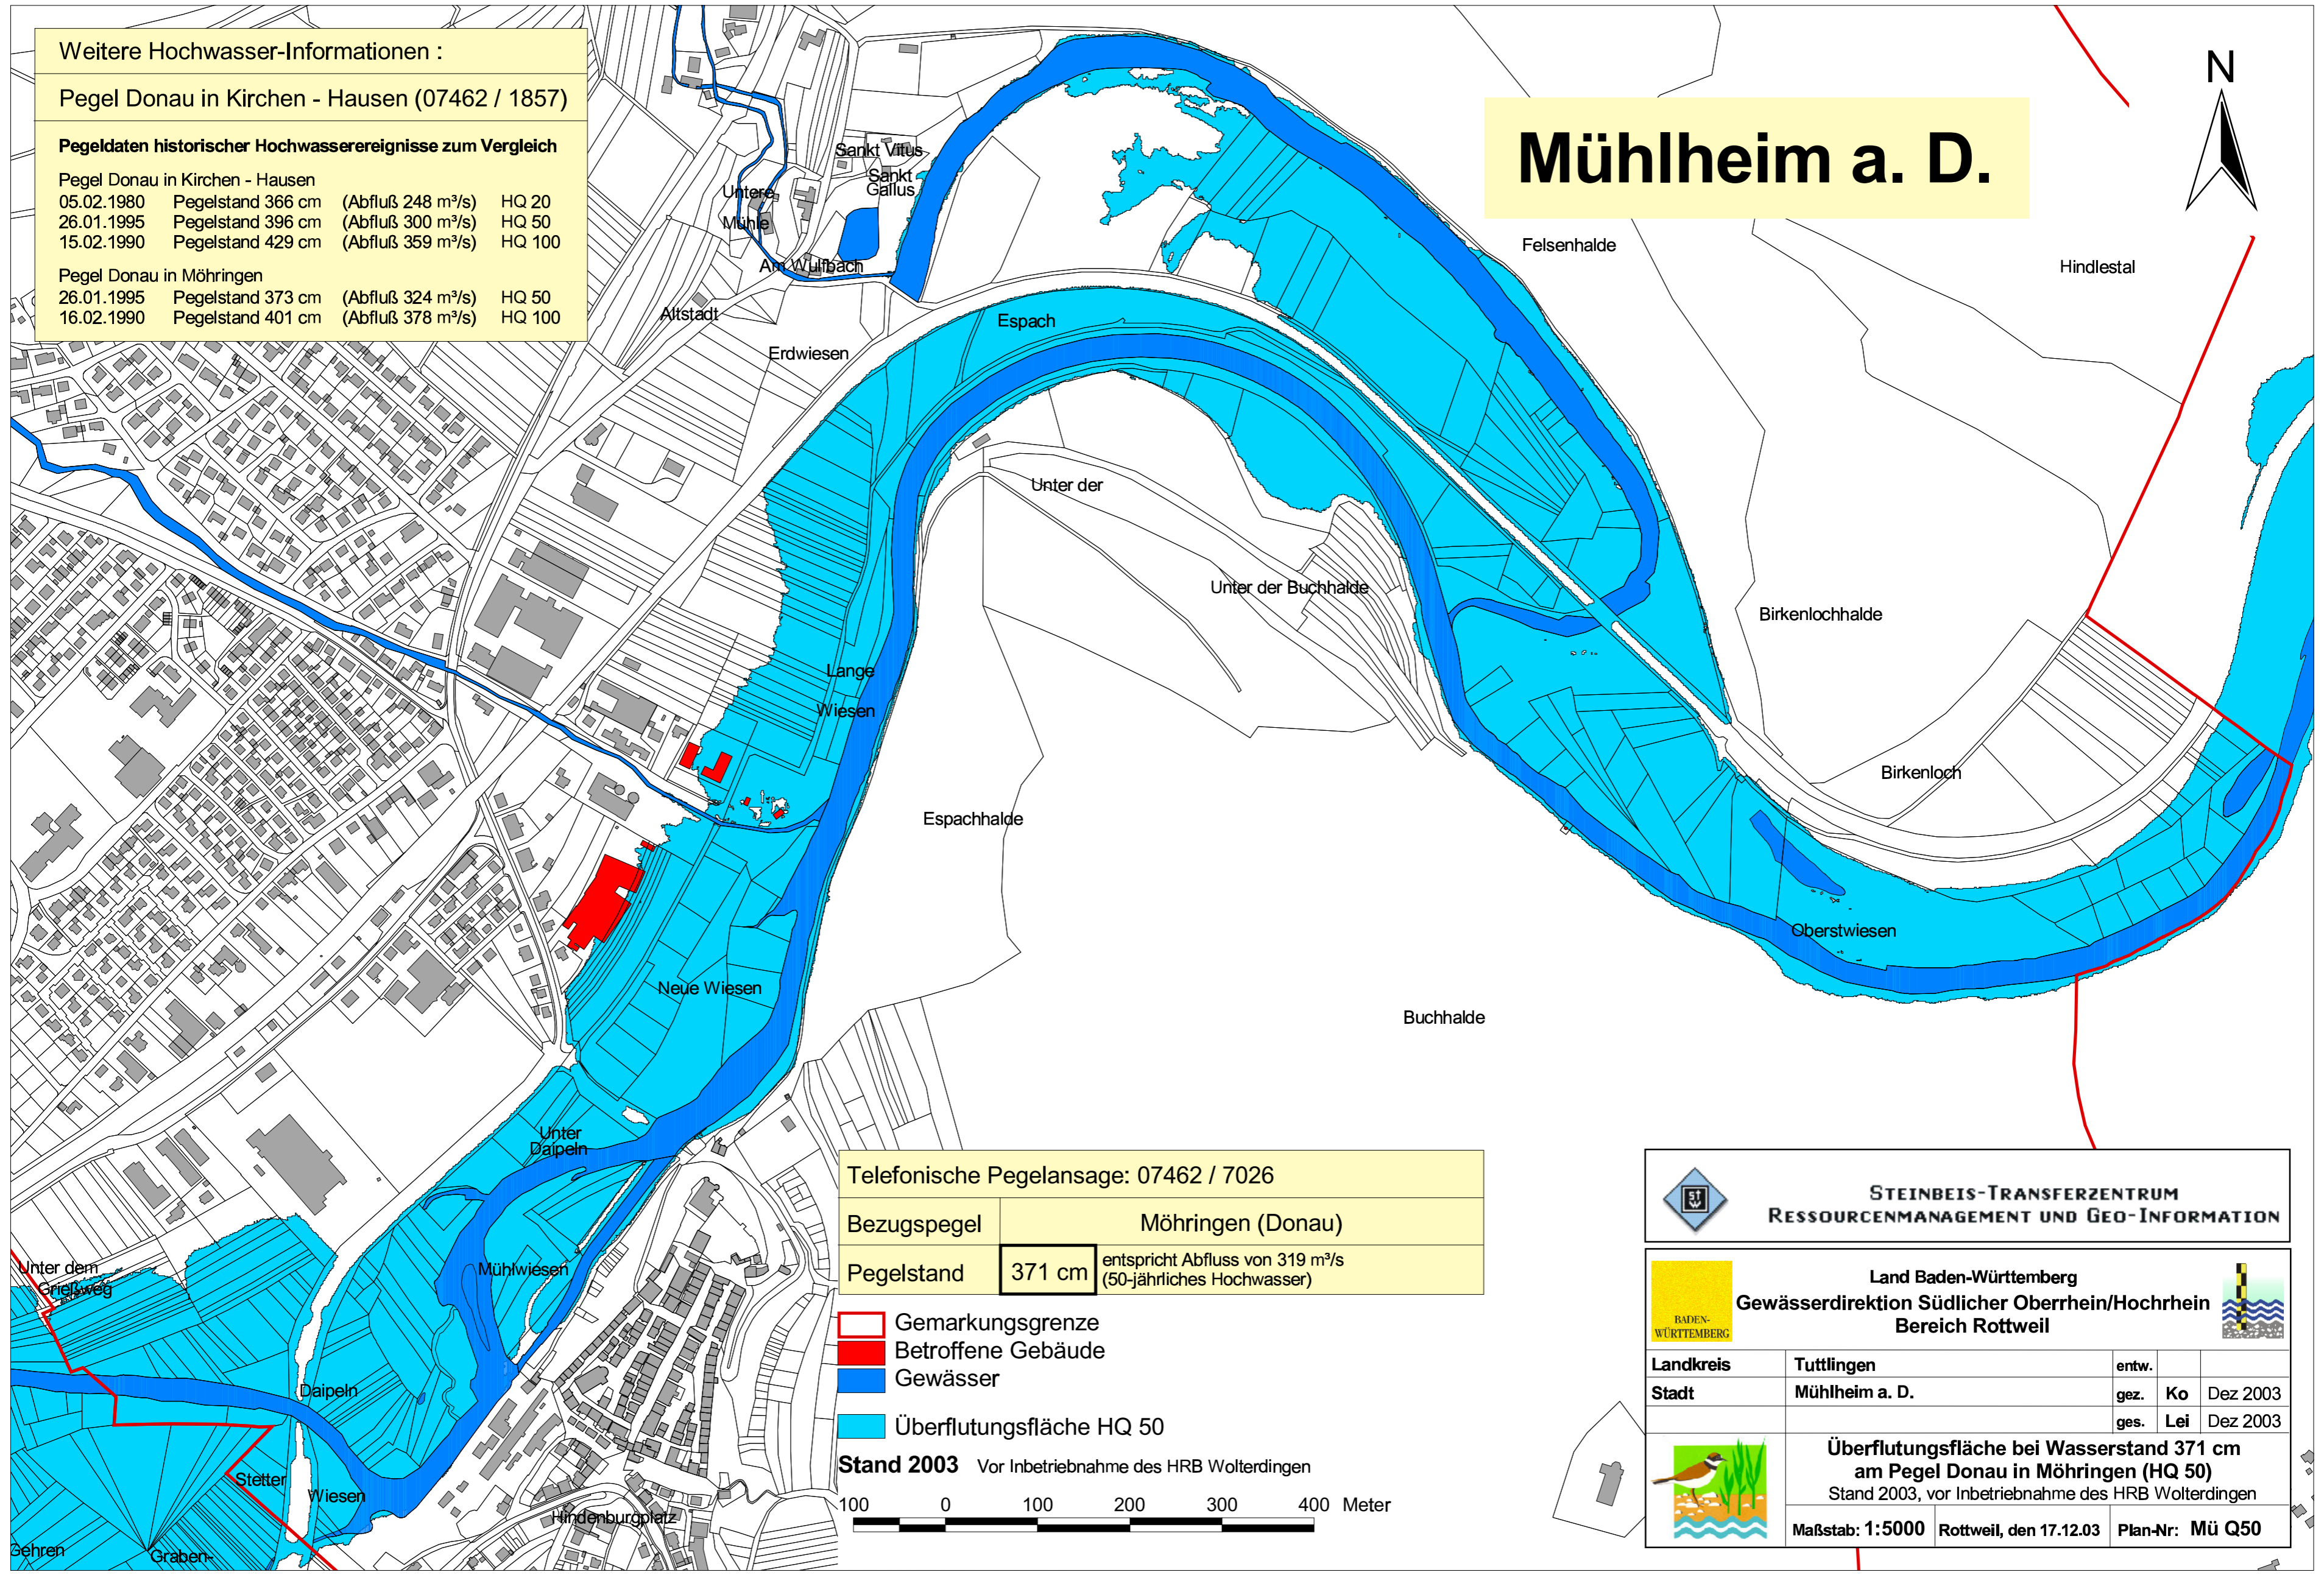 Weitere Hochwasser-Informationen :
Pegel Donau in Kirchen - Hausen (07462 / 1857)
Pegeldaten historischer Hochwasserereignisse zum Vergleich
Pegel Donau in Kirchen - Hausen
05.02.1980 Pegelstand 366 cm (Abfluß 248 m³/s) HQ 20
26.01.1995 Pegelstand 396 cm (Abfluß 300 m³/s) HQ 50
15.02.1990 Pegelstand 429 cm (Abfluß 359 m³/s) HQ 100
Pegel Donau in Möhringen
26.01.1995 Pegelstand 373 cm (Abfluß 324 m³/s) HQ 50
16.02.1990 Pegelstand 401 cm (Abfluß 378 m³/s) HQ 100
Mühlheim a. D.
N
Sankt Vitus
Sankt
Gallus
Untere
Mühle
Am Wulfbach
Altstadt
Erdwiesen
Espach
Felsenhalde
Hindlestal
Unter der
Unter der Buchhalde
Birkenlochhalde
Lange
Wiesen
Birkenloch
Espachhalde
Oberstwiesen
Neue Wiesen
Buchhalde
Unter
Daipeln
Mühlwiesen
Unter dem
Grießweg
Daipeln
Stetter
Wiesen
Hindenburgplatz
Gehren
Graben-
Telefonische Pegelansage: 07462 / 7026
Bezugspegel Möhringen (Donau)
Pegelstand 371 cm entspricht Abfluss von 319 m³/s
(50-jährliches Hochwasser)
Gemarkungsgrenze
Betroffene Gebäude
Gewässer
Überflutungsfläche HQ 50
Stand 2003 Vor Inbetriebnahme des HRB Wolterdingen
100 0 100 200 300 400 Meter
STW
STEINBEIS-TRANSFERZENTRUM
RESSOURCENMANAGEMENT UND GEO-INFORMATION
BADEN-
WÜRTTEMBERG
Land Baden-Württemberg
Gewässerdirektion Südlicher Oberrhein/Hochrhein
Bereich Rottweil
Landkreis Tuttlingen entw.
Stadt Mühlheim a. D. gez. Ko Dez 2003
ges. Lei Dez 2003
Überflutungsfläche bei Wasserstand 371 cm
am Pegel Donau in Möhringen (HQ 50)
Stand 2003, vor Inbetriebnahme des HRB Wolterdingen
Maßstab: 1:5000 Rottweil, den 17.12.03 Plan-Nr: Mü Q50